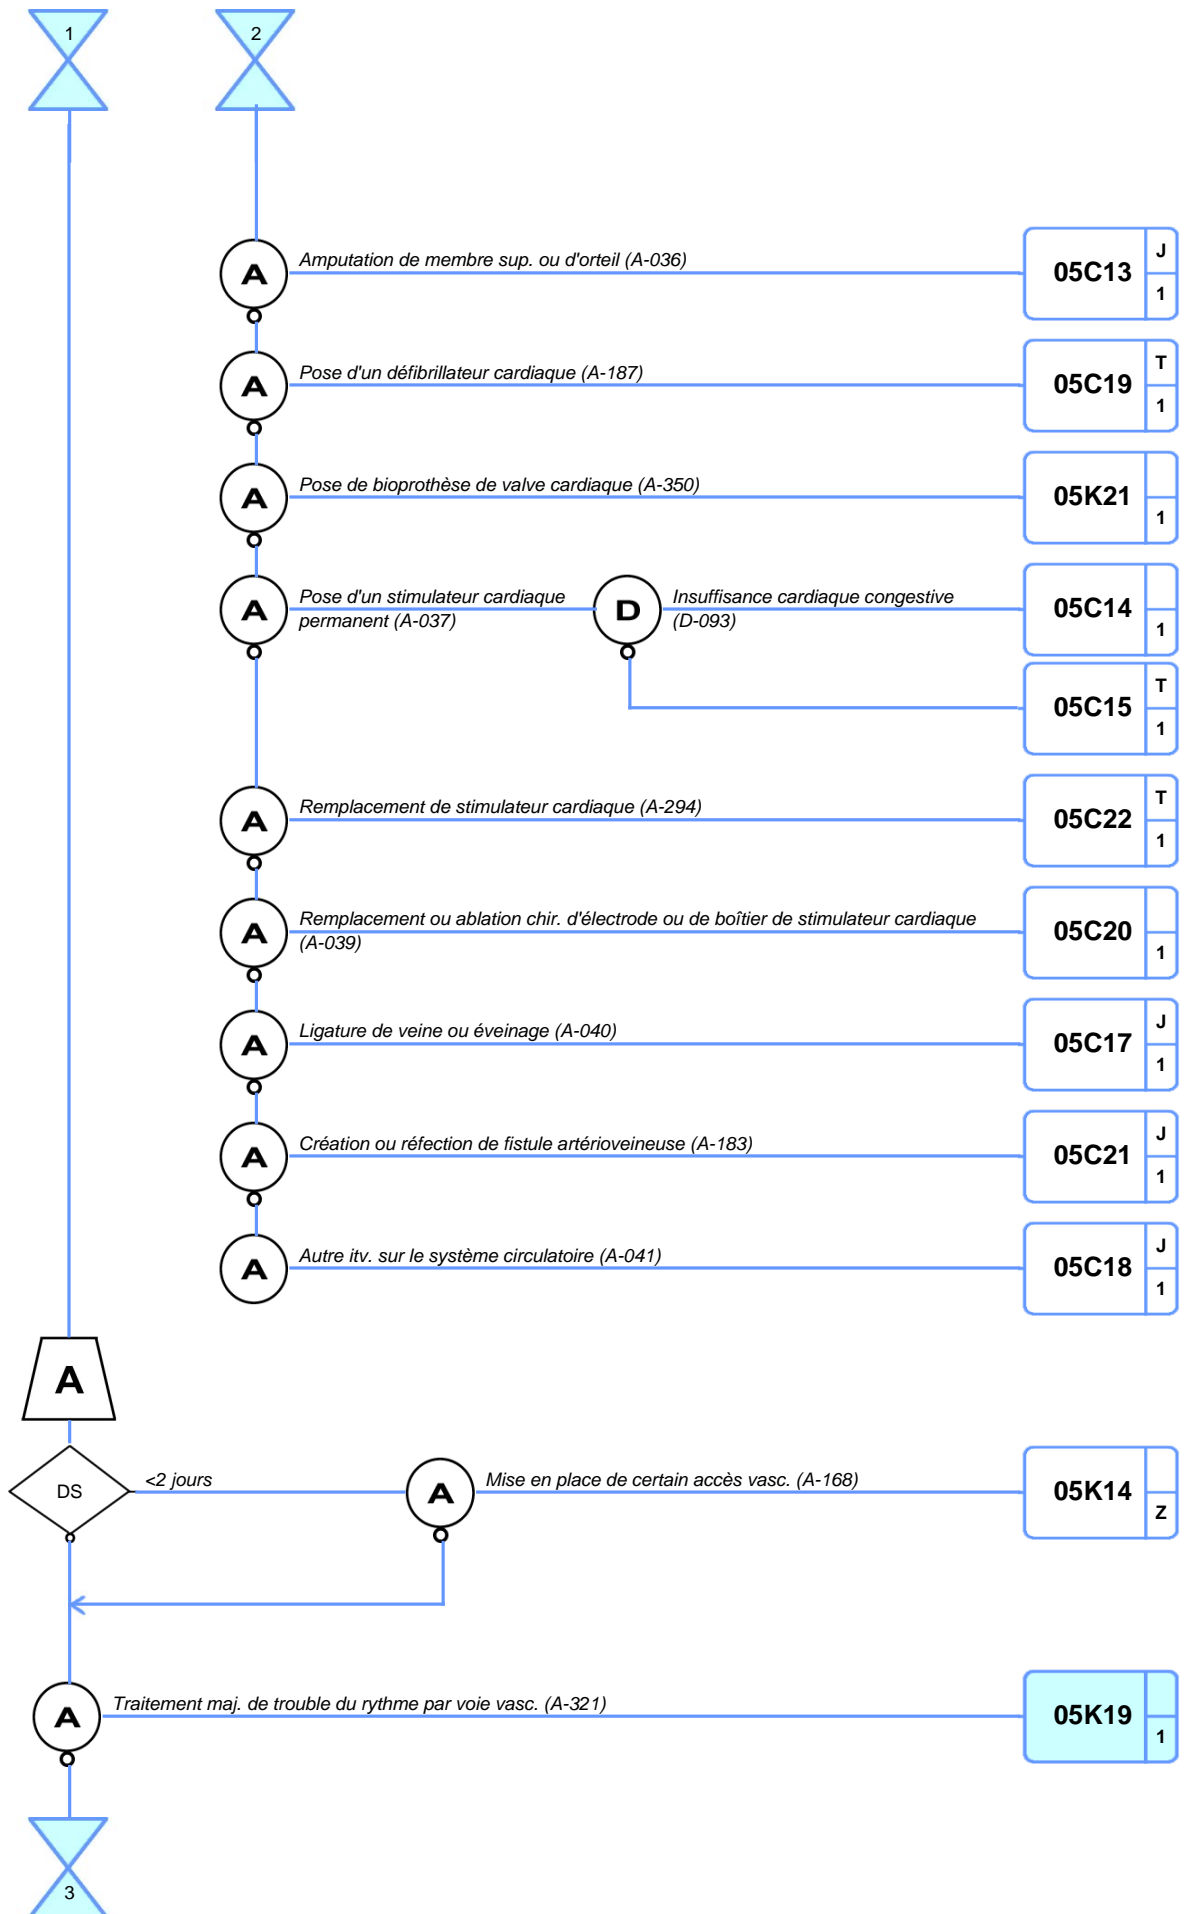 1
2
A
Amputation de membre sup. ou d'orteil (A-036)
05C13
J
1
A
Pose d'un défibrillateur cardiaque (A-187)
05C19
T
1
A
Pose de bioprothèse de valve cardiaque (A-350)
05K21
1
A
Pose d'un stimulateur cardiaque
permanent (A-037)
D
Insuffisance cardiaque congestive
(D-093)
05C14
1
05C15
T
1
A
Remplacement de stimulateur cardiaque (A-294)
05C22
T
1
A
Remplacement ou ablation chir. d'électrode ou de boîtier de stimulateur cardiaque
(A-039)
05C20
1
A
Ligature de veine ou éveinage (A-040)
05C17
J
1
A
Création ou réfection de fistule artérioveineuse (A-183)
05C21
J
1
A
Autre itv. sur le système circulatoire (A-041)
05C18
J
1
A
DS
<2 jours
A
Mise en place de certain accès vasc. (A-168)
05K14
Z
A
Traitement maj. de trouble du rythme par voie vasc. (A-321)
05K19
1
3